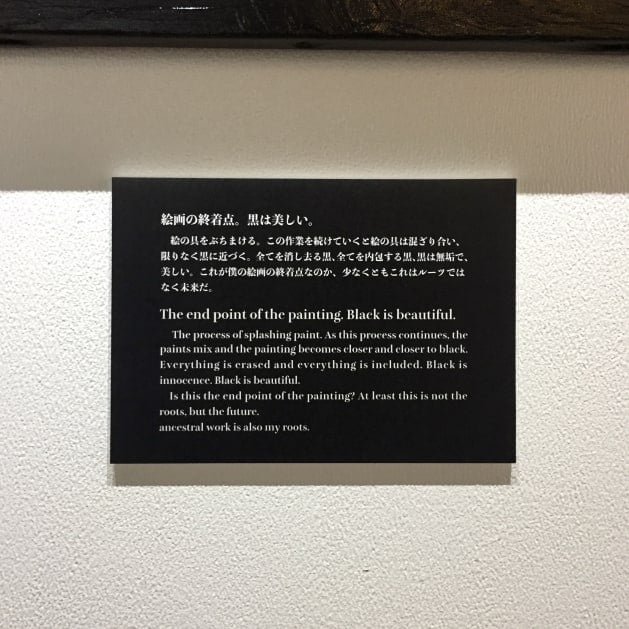 絵画の終着点。黒は美しい。
絵の具をぶちまける。この作業を続けていくと絵の具は混ざり合い、
限りなく黒に近づく。全てを消し去る黒、全てを内包する黒、黒は無垢で、
美しい。これが僕の絵画の終着点なのか、少なくともこれはルーツでは
なく未来だ。
The end point of the painting. Black is beautiful.
The process of splashing paint. As this process continues, the
paints mix and the painting becomes closer and closer to black.
Everything is erased and everything is included. Black is
innocence. Black is beautiful.
Is this the end point of the painting? At least this is not the
roots, but the future.
ancestral work is also my roots.